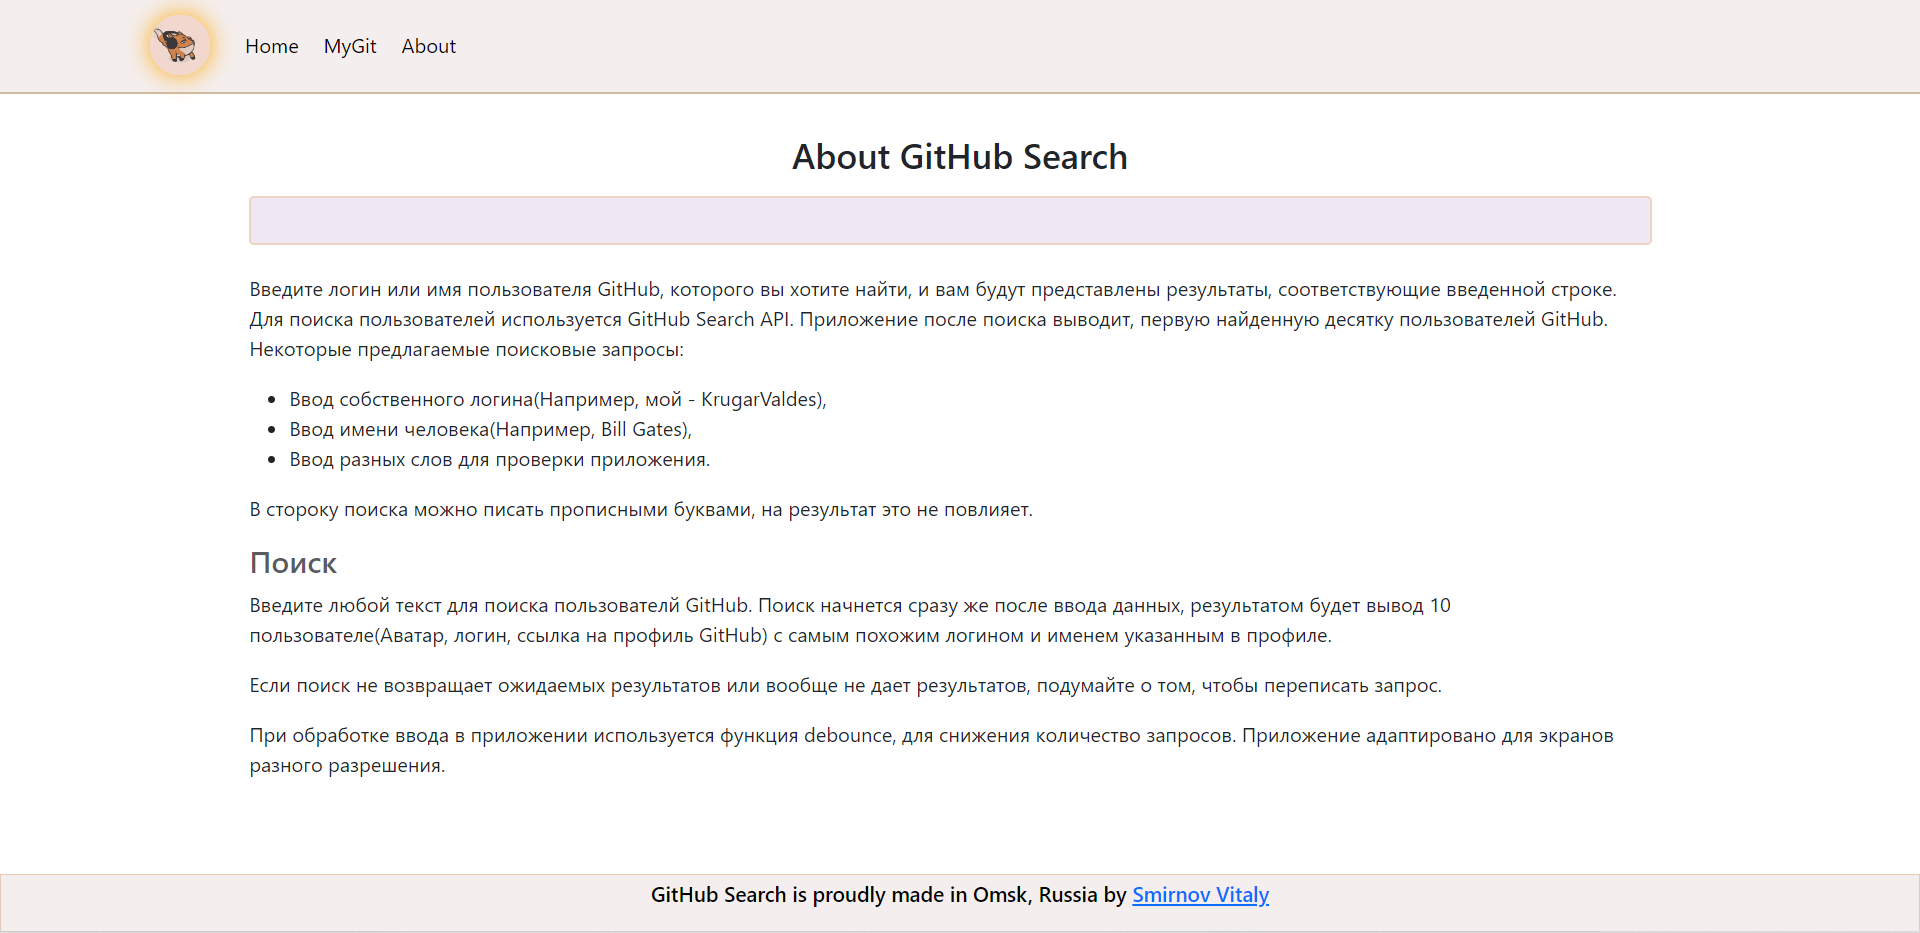 Home MyGit About
About GitHub Search
Введите логин или имя пользователя GitHub, которого вы хотите найти, и вам будут представлены результаты, соответствующие введенной строке.
Для поиска пользователей используется GitHub Search API. Приложение после поиска выводит, первую найденную десятку пользователей GitHub.
Некоторые предлагаемые поисковые запросы:
• Ввод собственного логина(Например, мой - KrugarValdes),
• Ввод имени человека(Например, Bill Gates),
• Ввод разных слов для проверки приложения.
В стороку поиска можно писать прописными буквами, на результат это не повлияет.
Поиск
Введите любой текст для поиска пользователй GitHub. Поиск начнется сразу же после ввода данных, результатом будет вывод 10
пользователе(Аватар, логин, ссылка на профиль GitHub) с самым похожим логином и именем указанным в профиле.
Если поиск не возвращает ожидаемых результатов или вообще не дает результатов, подумайте о том, чтобы переписать запрос.
При обработке ввода в приложении используется функция debounce, для снижения количество запросов. Приложение адаптировано для экранов
разного разрешения.
GitHub Search is proudly made in Omsk, Russia by Smirnov Vitaly